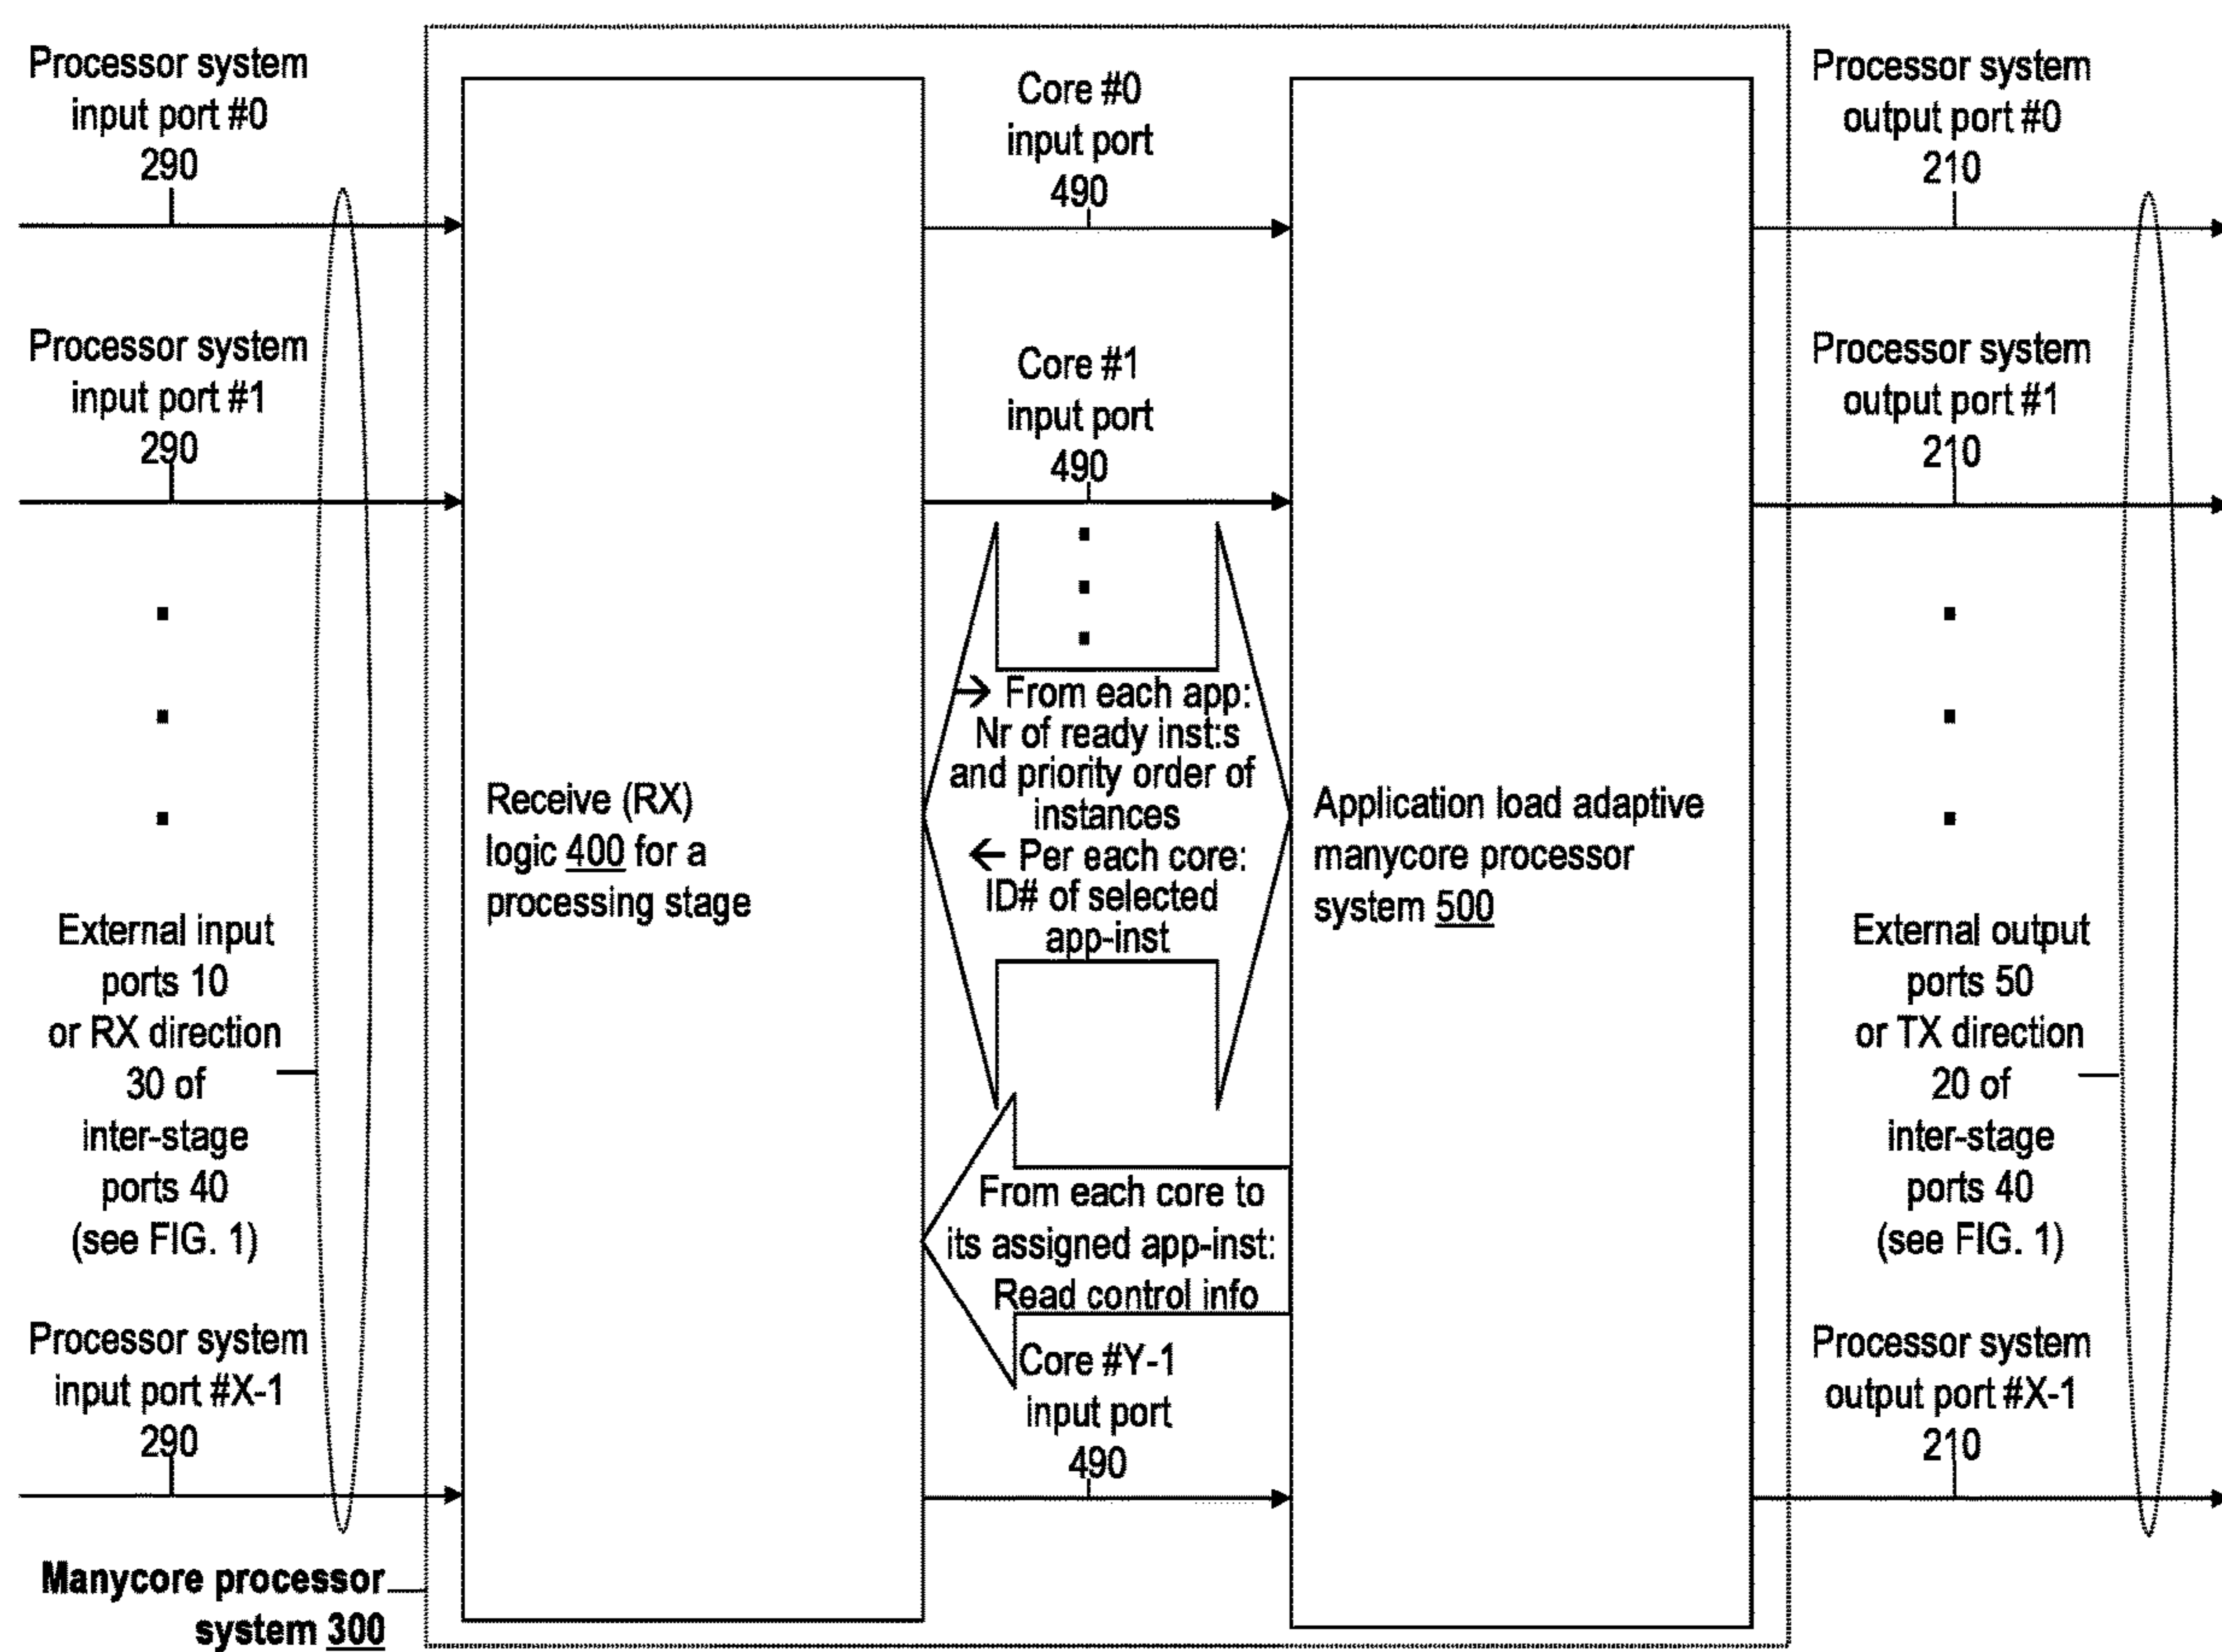 Processor system
input port #0
290
Processor system
input port #1
290
External input
ports 10
or RX direction
30 of
inter-stage
ports 40
(see FIG. 1)
Processor system
input port #X-1
290
Manycore processor
system 300
Receive (RX)
logic 400 for a
processing stage
Core #0
input port
490
Core #1
input port
490
→ From each app:
Nr of ready inst:s
and priority order of
instances
← Per each core:
ID# of selected
app-inst
From each core to
its assigned app-inst:
Read control info
Core #Y-1
input port
490
Application load adaptive
manycore processor
system 500
Processor system
output port #0
210
Processor system
output port #1
210
External output
ports 50
or TX direction
20 of
inter-stage
ports 40
(see FIG. 1)
Processor system
output port #X-1
210